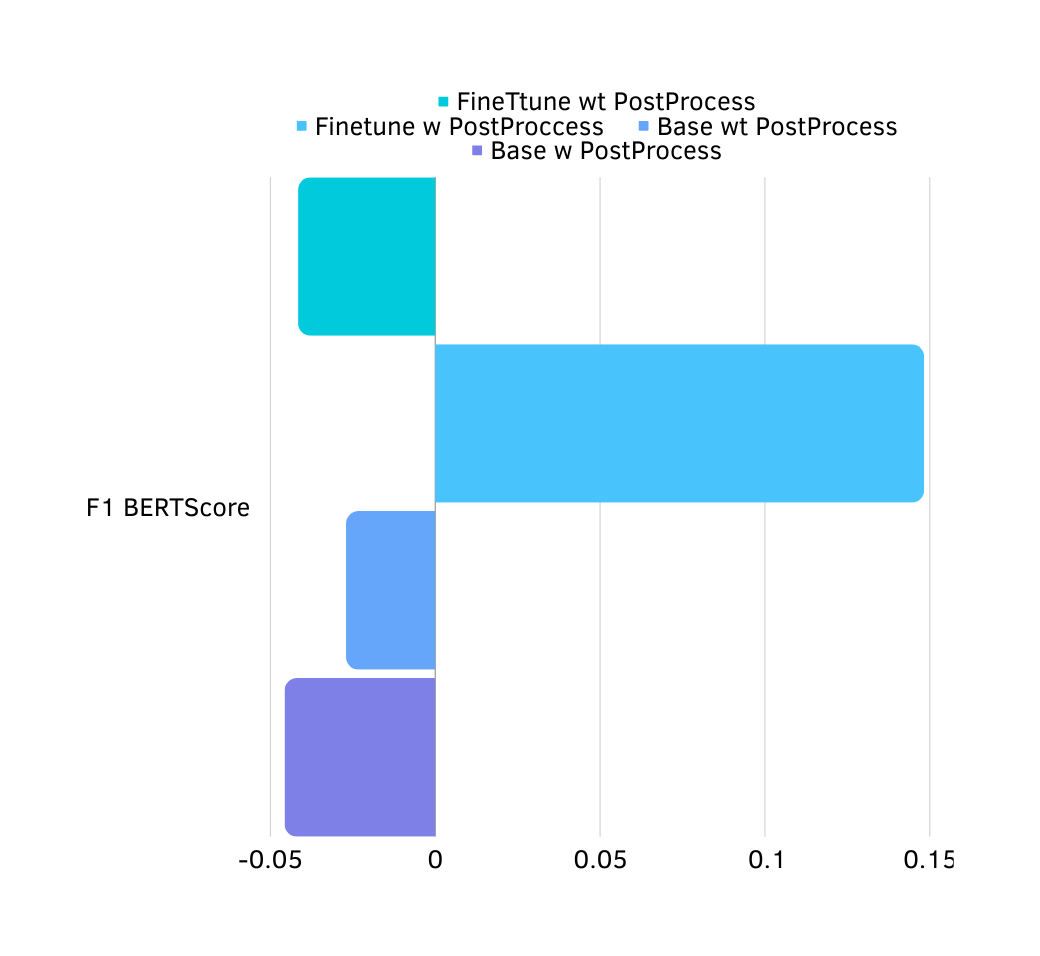 FineTtune wt PostProcess
Finetune w PostProccess Base wt PostProcess
Base w PostProcess
F1 BERTScore
-0.05 0 0.05 0.1 0.15